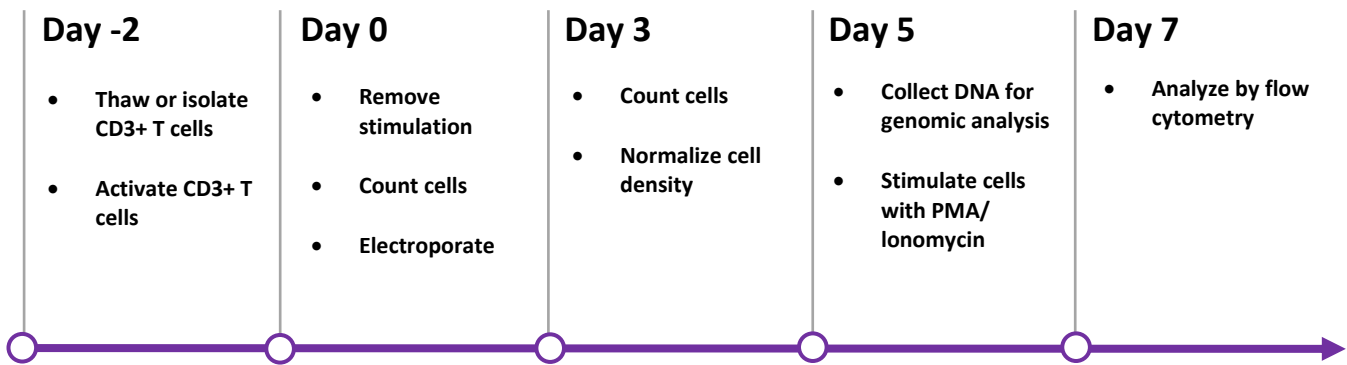 Day -2
• Thaw or isolate
CD3+ T cells
• Activate CD3+ T
cells
Day 0
• Remove
stimulation
• Count cells
• Electroporate
Day 3
• Count cells
• Normalize cell
density
Day 5
• Collect DNA for
genomic analysis
• Stimulate cells
with PMA/
Ionomycin
Day 7
• Analyze by flow
cytometry